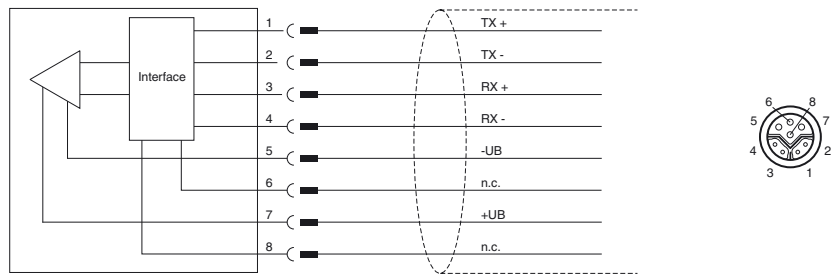 1 TX +
2 TX -
Interface
3 RX +
4 RX -
5 -UB
6 n.c.
7 +UB
8 n.c.
6 8
5 7
4 2
3 1